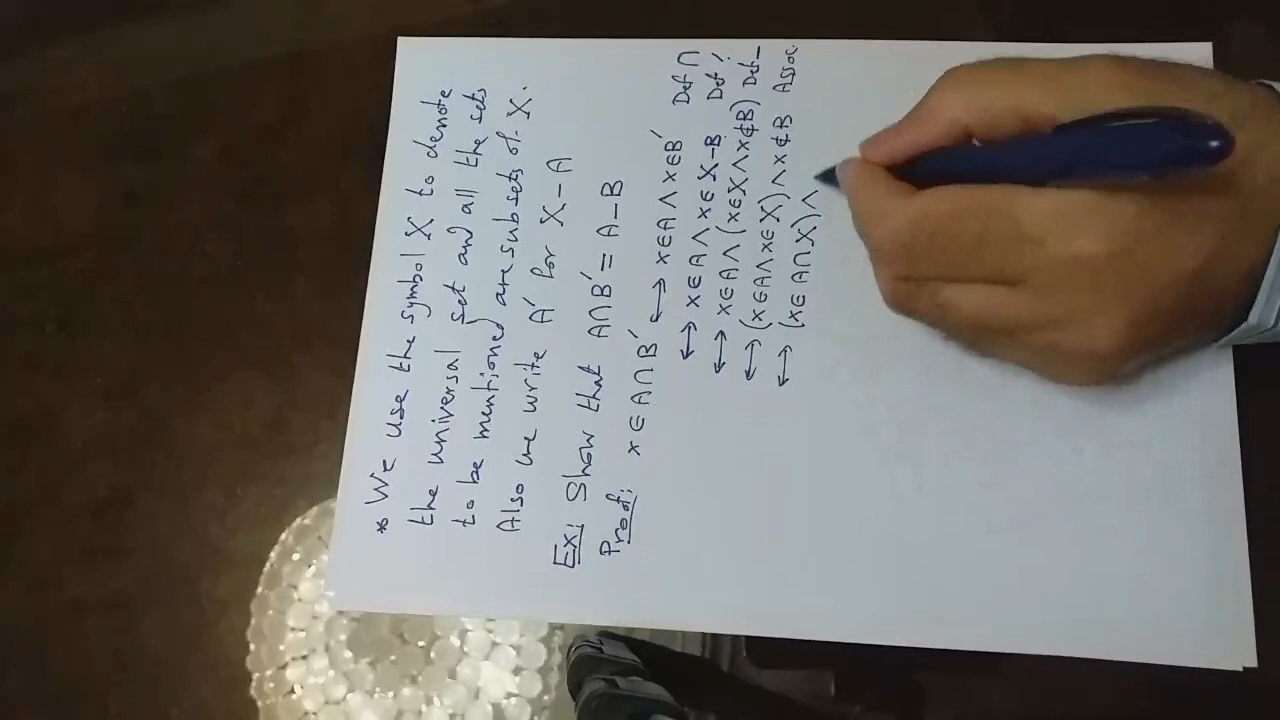 * We use the symbol X to denote
the universal set and all the sets
to be mentioned are subsets of X.
Also we write A' for X-A
Ex: Show that A∩B' = A-B
Prof: x∈A∩B' ↔ x∈A ∧ x∈B' Def ∩
↔ x∈A ∧ x∈X-B Def '
↔ x∈A ∧ (x∈X ∧ x∉B) Def -
↔ (x∈A ∧ x∈X) ∧ x∉B Assoc
↔ (x∈A∩X) ∧